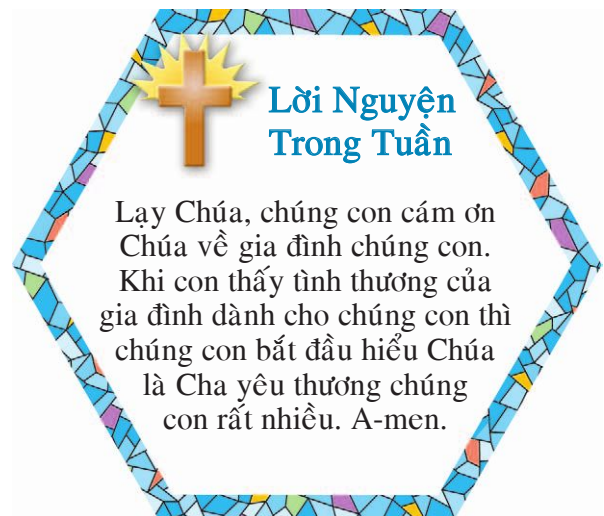 Lời Nguyện
Trong Tuần
Lạy Chúa, chúng con cám ơn
Chúa về gia đình chúng con.
Khi con thấy tình thương của
gia đình dành cho chúng con thì
chúng con bắt đầu hiểu Chúa
là Cha yêu thương chúng
con rất nhiều. A-men.